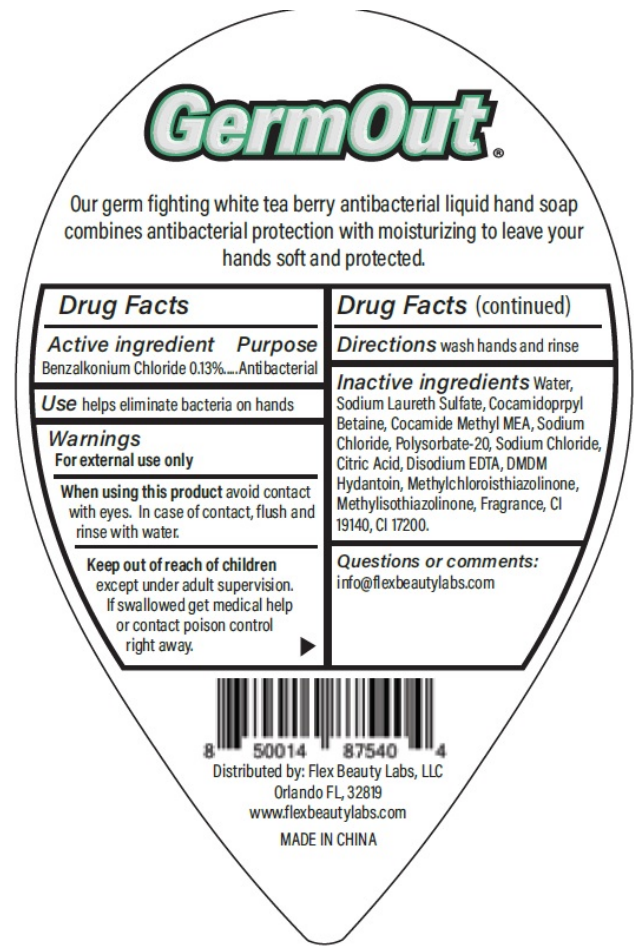 GermOut®
Our germ fighting white tea berry antibacterial liquid hand soap
combines antibacterial protection with moisturizing to leave your
hands soft and protected.
Drug Facts
Active ingredient Purpose
Benzalkonium Chloride 0.13%.....Antibacterial
Use helps eliminate bacteria on hands
Warnings
For external use only
When using this product avoid contact
with eyes. In case of contact, flush and
rinse with water.
Keep out of reach of children
except under adult supervision.
If swallowed get medical help
or contact poison control
right away.
Drug Facts (continued)
Directions wash hands and rinse
Inactive ingredients Water,
Sodium Laureth Sulfate, Cocamidoprpyl
Betaine, Cocamide Methyl MEA, Sodium
Chloride, Polysorbate-20, Sodium Chloride,
Citric Acid, Disodium EDTA, DMDM
Hydantoin, Methylchloroisthiazolinone,
Methylisothiazolinone, Fragrance, CI
19140, CI 17200.
Questions or comments:
info@flexbeautylabs.com
8 50014 87540 4
Distributed by: Flex Beauty Labs, LLC
Orlando FL, 32819
www.flexbeautylabs.com
MADE IN CHINA